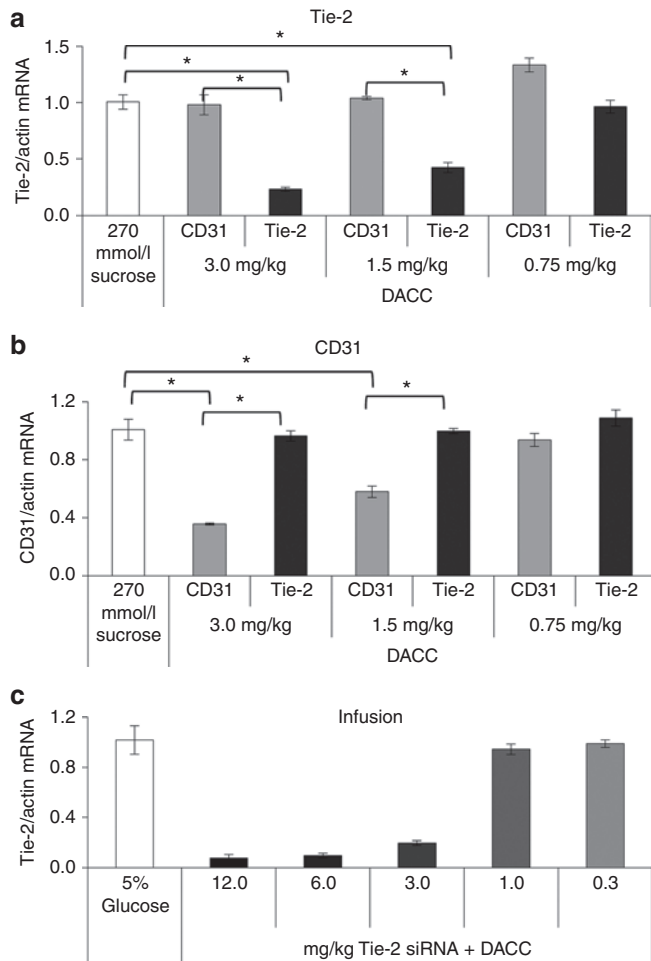 a
Tie-2
Tie-2/actin mRNA
1.5
1.0
0.5
0.0
* * * *
270 mmol/l sucrose
CD31 Tie-2 CD31 Tie-2 CD31 Tie-2
3.0 mg/kg 1.5 mg/kg 0.75 mg/kg
DACC
b
CD31
CD31/actin mRNA
1.2
0.8
0.4
0.0
* * * *
270 mmol/l sucrose
CD31 Tie-2 CD31 Tie-2 CD31 Tie-2
3.0 mg/kg 1.5 mg/kg 0.75 mg/kg
DACC
c
Infusion
Tie-2/actin mRNA
1.2
0.8
0.4
0.0
5% Glucose
12.0 6.0 3.0 1.0 0.3
mg/kg Tie-2 siRNA + DACC